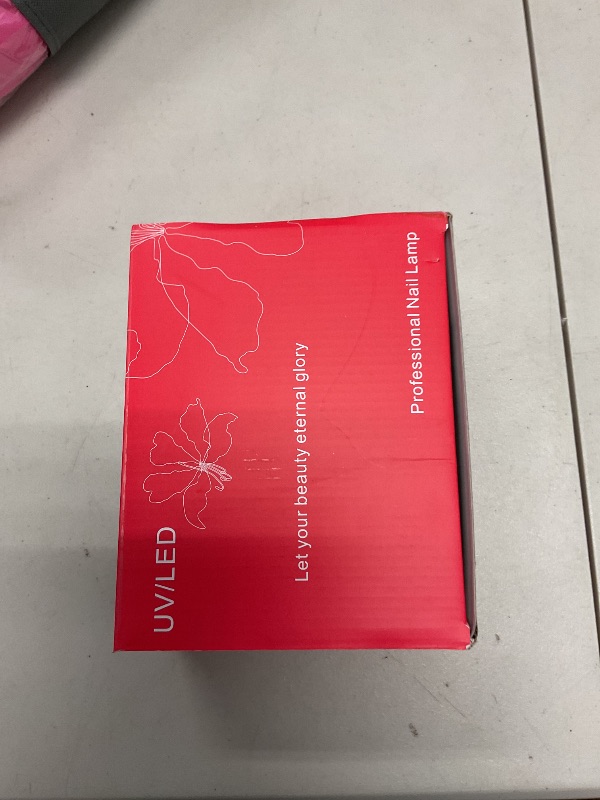 UV/LED
Let your beauty eternal glory
Professional Nail Lamp